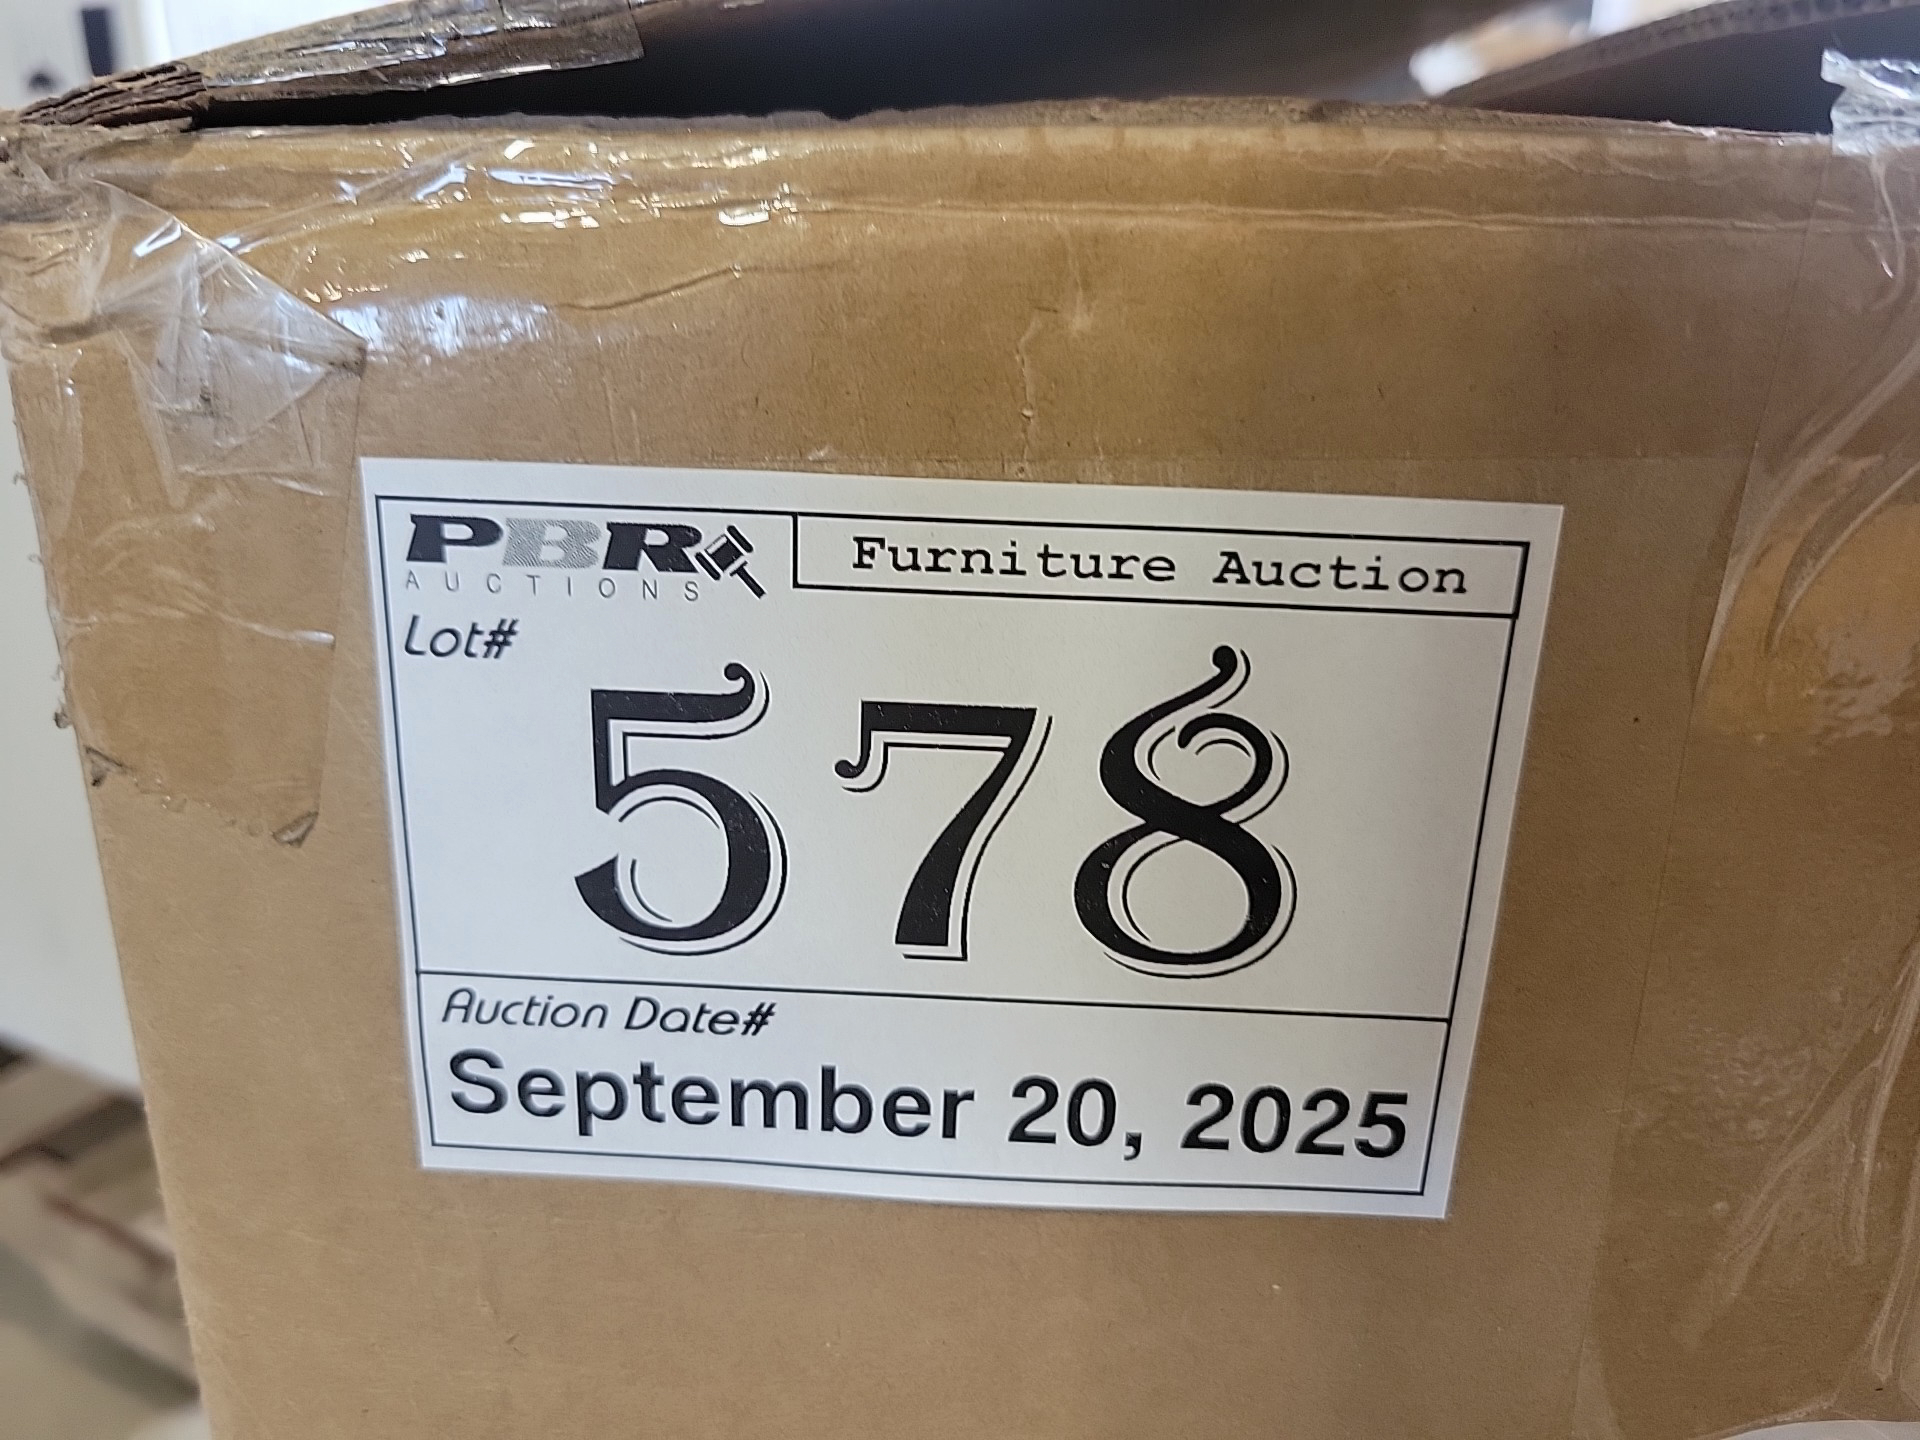 PBR
AUCTIONS
Furniture Auction
Lot#
578
Auction Date#
September 20, 2025